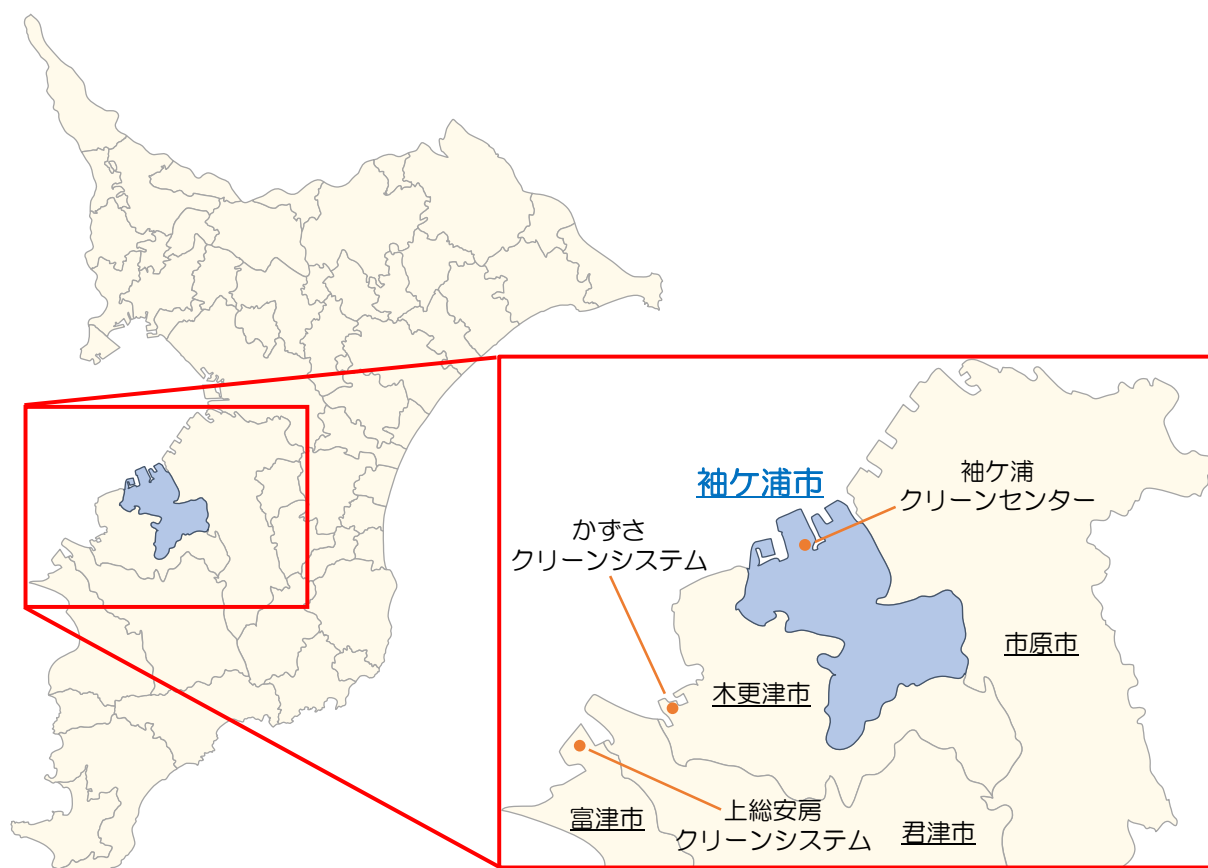 袖ケ浦市
袖ケ浦
クリーンセンター
かずさ
クリーンシステム
市原市
木更津市
富津市
上総安房
クリーンシステム
君津市